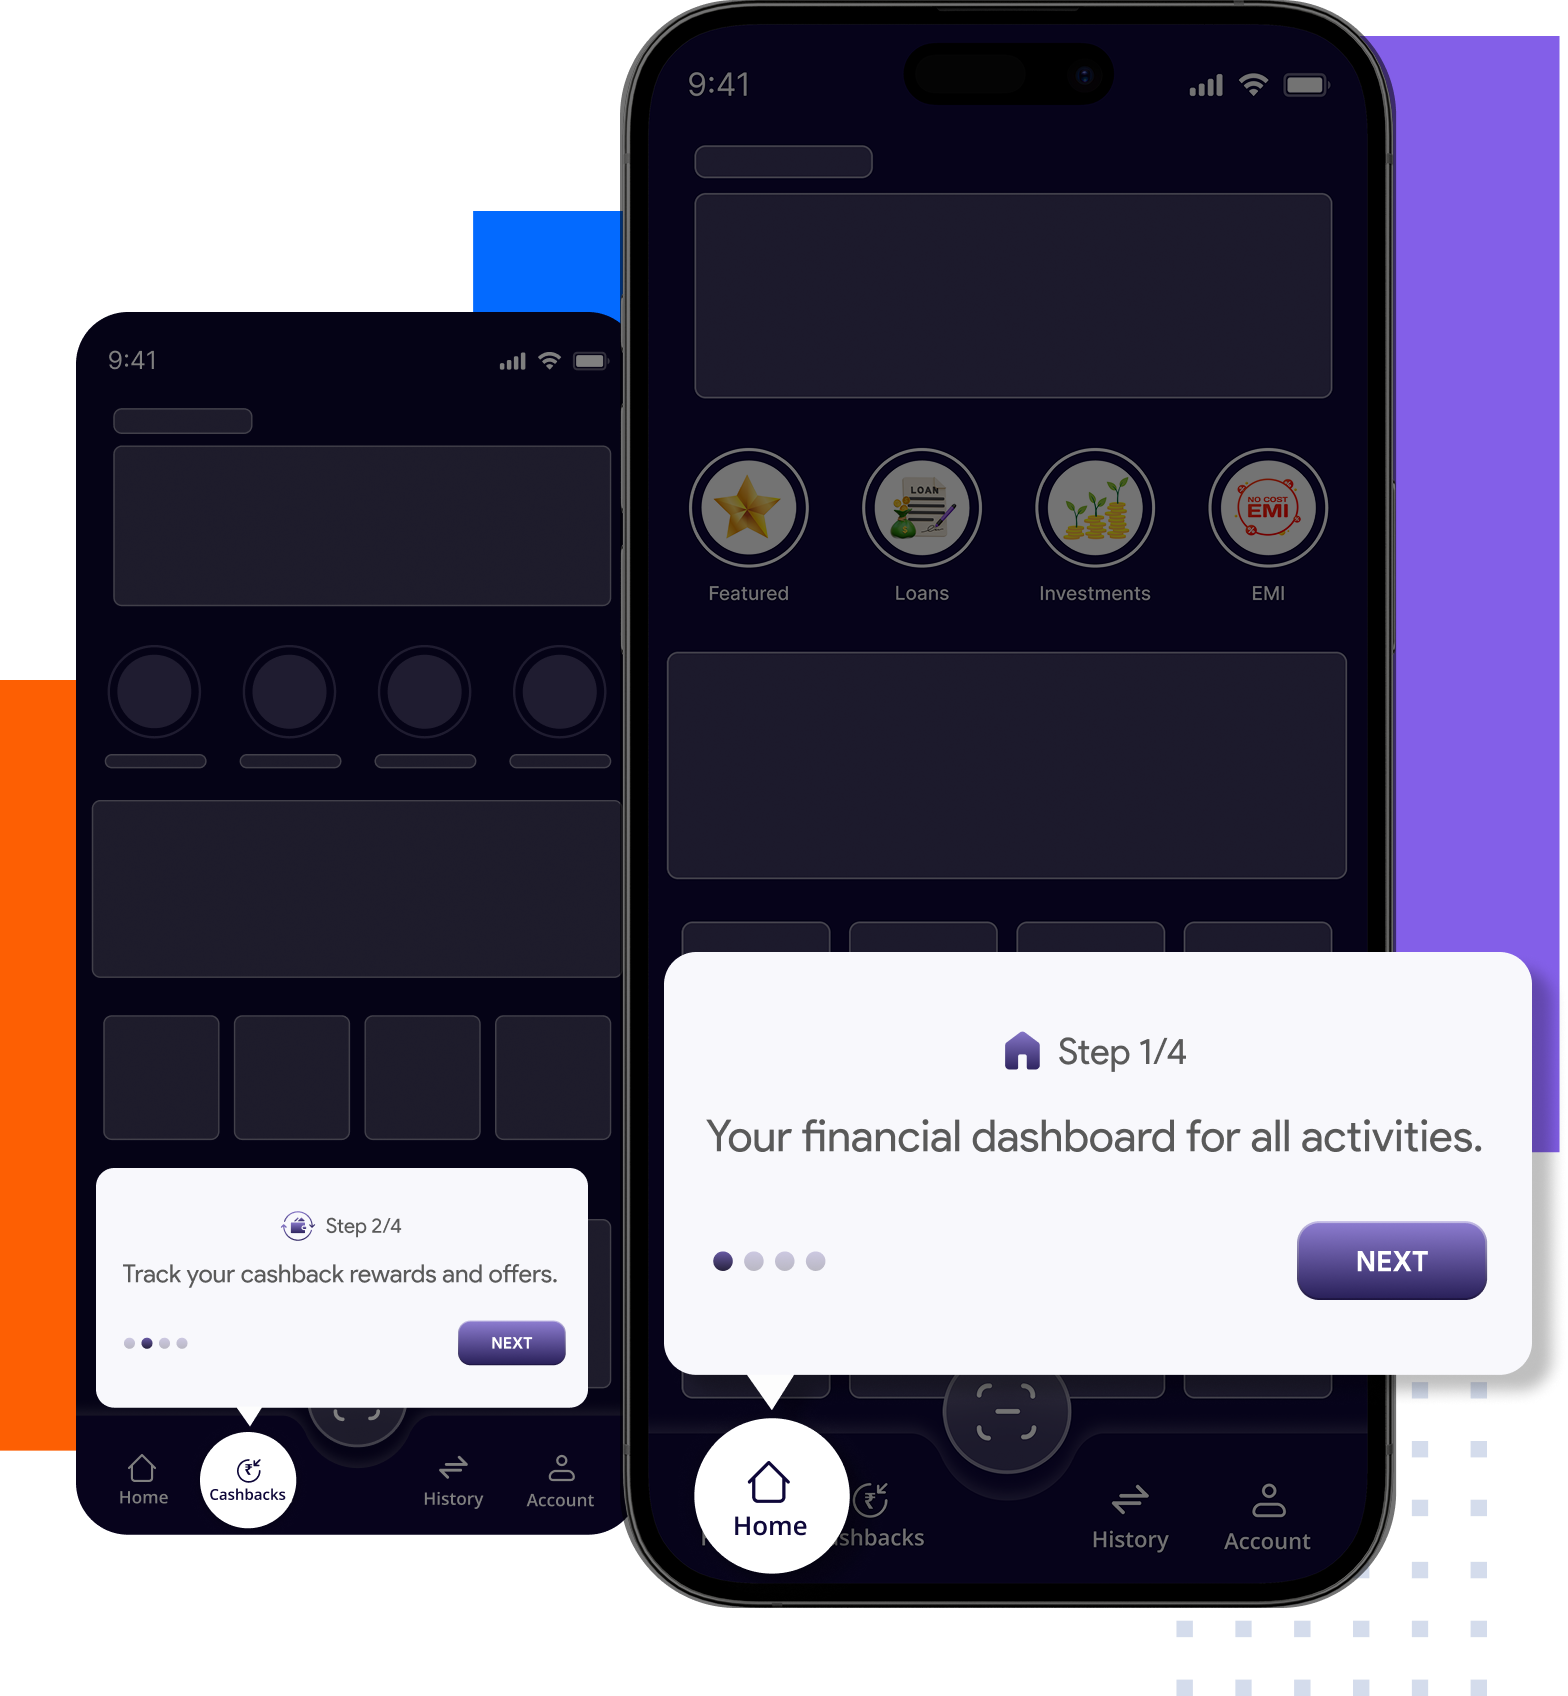 9:41
Step 2/4
Track your cashback rewards and offers.
NEXT
Home
Cashbacks
History
Account
9:41
LOAN
NO COST
EMI
Featured
Loans
Investments
EMI
Step 1/4
Your financial dashboard for all activities.
NEXT
Home
shbacks
History
Account